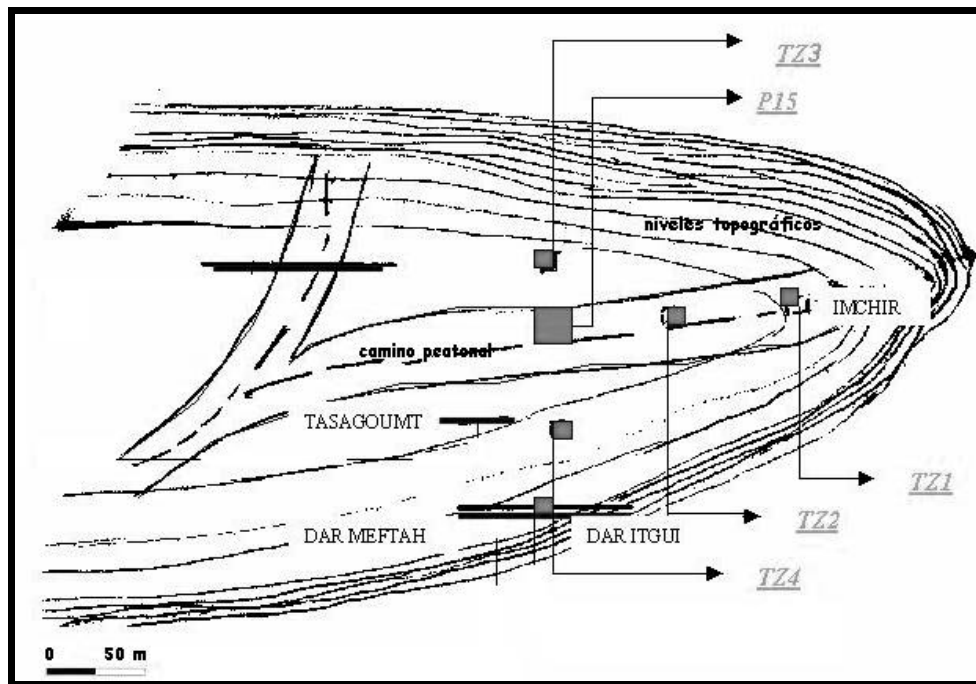 TZ3
P15
niveles topográficos
IMCHIR
camino peatonal
TASAGOUMT
TZ1
TZ2
DAR MEFTAH
DAR ITGUI
TZ4
0 50 m